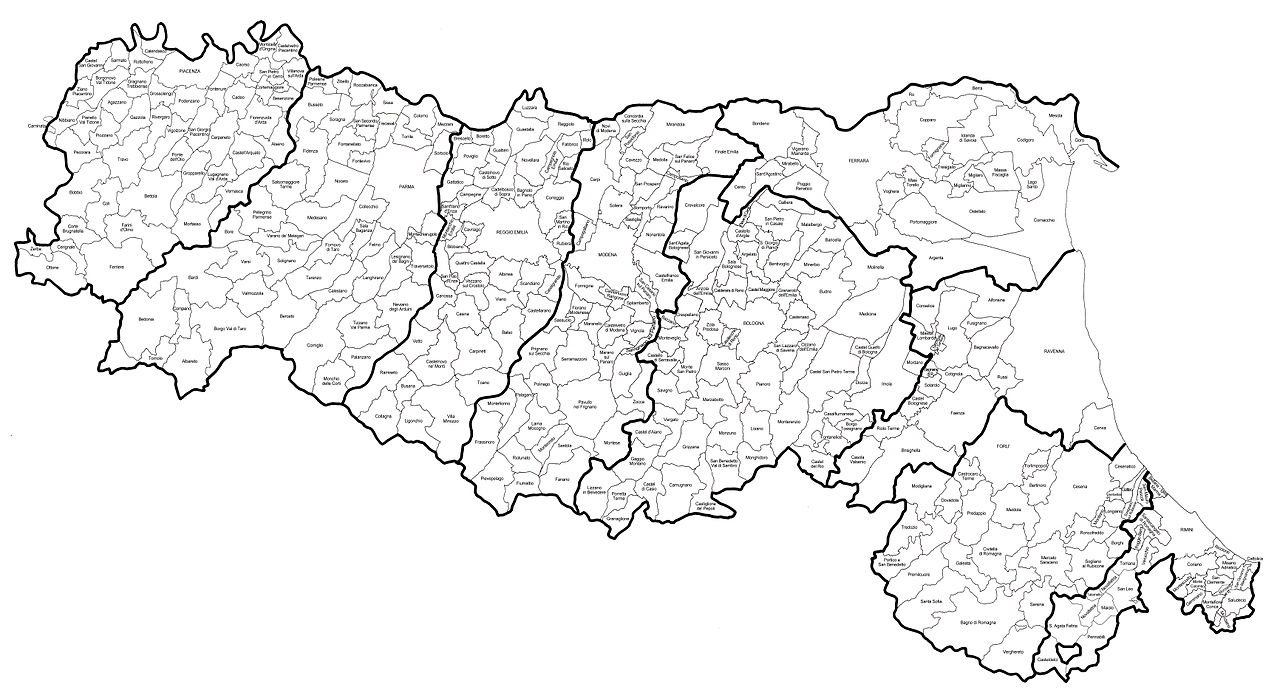 Monticelli
d'Ongina
Castelvetro
Piacentino
Calendasco
Castel
San Giovanni
Sarmato
Rottofreno
PIACENZA
Caorso
San Pietro
in Cerro
Villanova
sull'Arda
Borgonovo
Val Tidone
Gragnano
Trebbiense
Ziano
Piacentino
Gossolengo
Pontenure
Cortemaggiore
Besenzone
Cadeo
Agazzano
Podenzano
Nibbiano
Pianello
Val Tidone
Gazzola
Rivergaro
Fiorenzuola
d'Arda
Caminata
Piozzano
Vigolzone
San Giorgio
Piacentino
Carpaneto
Alseno
Pecorara
Travo
Ponte
dell'Olio
Castell'Arquato
Gropparello
Lugagnano
Val d'Arda
Vernasca
Bobbio
Bettola
Coli
Morfasso
Corte
Brugnatella
Farini
d'Olmo
Zerba
Cerignale
Ottone
Ferriere
Polesine
Parmense
Zibello
Roccabianca
Busseto
Sissa
Colorno
Mezzani
Soragna
San Secondo
Parmense
Trecasali
Torrile
Fidenza
Fontanellato
Fontevivo
Sorbolo
Salsomaggiore
Terme
Noceto
PARMA
Pellegrino
Parmense
Medesano
Collecchio
Sala
Baganza
Montechiarugolo
Bore
Varano de' Melegari
Fornovo
di Taro
Felino
Lesignano
de' Bagni
Traversetolo
Varsi
Solignano
Terenzo
Langhirano
Bardi
Calestano
Neviano
degli Arduini
Bedonia
Compiano
Valmozzola
Berceto
Tizzano
Val Parma
Borgo Val di Taro
Corniglio
Palanzano
Tornolo
Albareto
Monchio
delle Corti
Luzzara
Brescello
Boretto
Guastalla
Reggiolo
Gualtieri
Fabbrico
Rolo
Poviglio
Novellara
Rio
Saliceto
Castelnovo
di Sotto
Gattatico
Campegine
Cadelbosco
di Sopra
Bagnolo
in Piano
Correggio
Sant'Ilario
d'Enza
San
Martino
in Rio
REGGIO EMILIA
Cavriago
Bibbiano
Rubiera
Quattro Castella
San Polo
d'Enza
Albinea
Scandiano
Vezzano
sul Crostolo
Canossa
Viano
Casina
Castellarano
Vetto
Baiso
Castelnovo
ne' Monti
Carpineti
Ramiseto
Busana
Toano
Collagna
Ligonchio
Villa
Minozzo
Concordia
sulla Secchia
Novi
di Modena
Mirandola
Cavezzo
Medolla
San Felice
sul Panaro
Finale Emilia
Carpi
San Prospero
Soliera
Bomporto
Ravarino
Bastiglia
Nonantola
MODENA
Castelfranco
Emilia
Formigine
Spilamberto
Fiorano
Modenese
Sassuolo
Maranello
Castelvetro
di Modena
Vignola
Prignano
sul Secchia
Serramazzoni
Marano
sul
Panaro
Guiglia
Polinago
Palagano
Pavullo
nel Frignano
Zocca
Montefiorino
Lama
Mocogno
Frassinoro
Sestola
Montese
Riolunato
Pievepelago
Fiumalbo
Fanano
Crevalcore
Galliera
San Pietro
in Casale
Castello
d'Argile
Malalbergo
Sant'Agata
Bolognese
San Giovanni
in Persiceto
S. Giorgio
di Piano
Argelato
Baricella
Sala
Bolognese
Bentivoglio
Minerbio
Molinella
Calderara di Reno
Castel Maggiore
Granarolo
dell'Emilia
Budrio
Anzola
dell'Emilia
Crespellano
BOLOGNA
Castenaso
Medicina
Zola
Predosa
Monteveglio
San Lazzaro
di Savena
Ozzano
dell'Emilia
Castel Guelfo
di Bologna
Castello
di Serravalle
Monte
San Pietro
Sasso
Marconi
Castel San Pietro Terme
Mordano
Pianoro
Dozza
Imola
Savigno
Marzabotto
Casalfiumanese
Vergato
Loiano
Monterenzio
Borgo
Tossignano
Castel d'Aiano
Fontanelice
Grizzana
Monzuno
Gaggio
Montano
San Benedetto
Val di Sambro
Monghidoro
Castel
del Rio
Lizzano
in Belvedere
Castel
di Casio
Camugnano
Porretta
Terme
Castiglione
dei Pepoli
Granaglione
Ro
Berra
Bondeno
Copparo
Mesola
Goro
Jolanda
di Savoia
Codigoro
Vigarano
Mainarda
FERRARA
Mirabello
Sant'Agostino
Cento
Poggio
Renatico
Masi
Torello
Migliaro
Massa
Fiscaglia
Migliarino
Lago
Santo
Voghiera
Ostellato
Portomaggiore
Comacchio
Argenta
Conselice
Alfonsine
Lugo
Fusignano
Massa
Lombarda
Bagnacavallo
RAVENNA
Cotignola
Russi
Solarolo
Castel
Bolognese
Faenza
Riolo Terme
Cervia
Brisighella
Casola
Valsenio
FORLI'
Forlimpopoli
Cesenatico
Castrocaro
Terme
Modigliana
Bertinoro
Cesena
Dovadola
Predappio
Meldola
Longiano
Tredozio
Roncofreddo
Borghi
Civitella
di Romagna
Portico e
San Benedetto
Galeata
Mercato
Saraceno
Sogliano
al Rubicone
Premilcuore
Santa Sofia
Sarsina
Bagno di Romagna
Verghereto
RIMINI
Riccione
Cattolica
Coriano
Misano
Adriatico
Torriana
San
Clemente
San Leo
Saludecio
Montefiore
Conca
Novafeltria
Maiolo
S. Agata Feltria
Pennabilli
Casteldelci